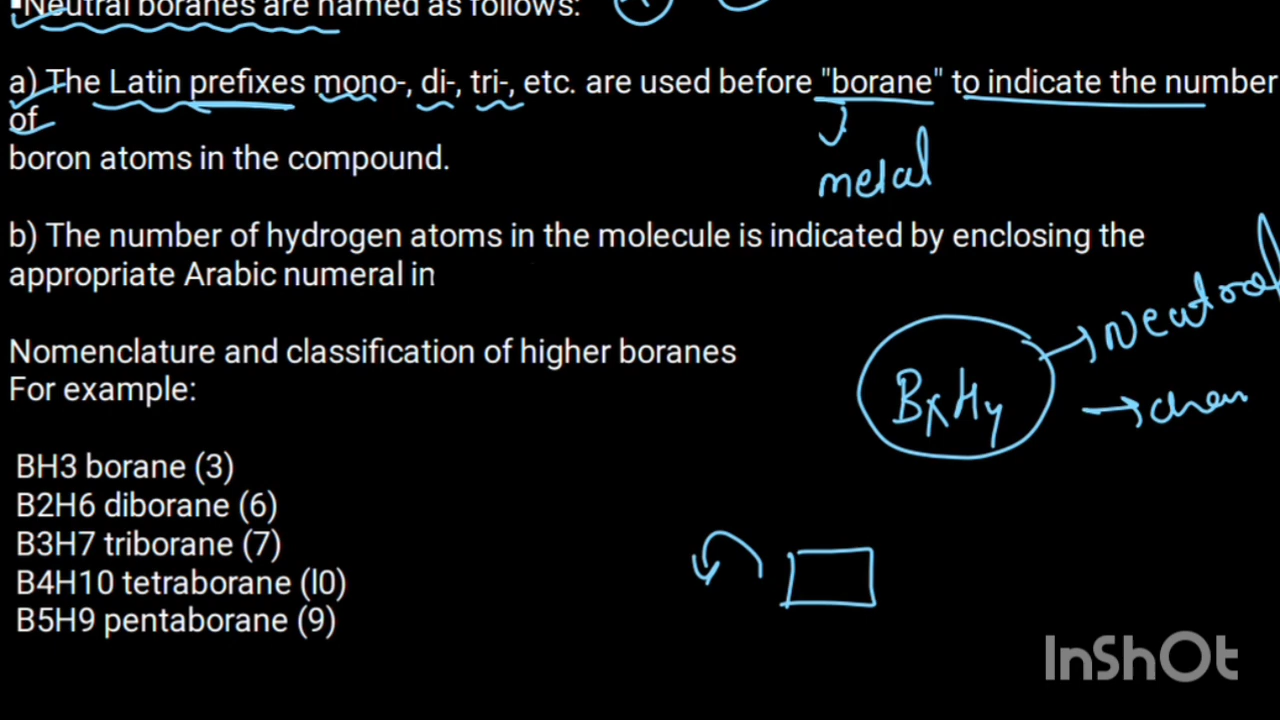 ▪Neutral boranes are named as follows:
a) The Latin prefixes mono-, di-, tri-, etc. are used before "borane" to indicate the number
of
metal
boron atoms in the compound.
b) The number of hydrogen atoms in the molecule is indicated by enclosing the
appropriate Arabic numeral in
Neutral
Nomenclature and classification of higher boranes
For example:
BxHy
BH3 borane (3)
B2H6 diborane (6)
B3H7 triborane (7)
B4H10 tetraborane (l0)
B5H9 pentaborane (9)
InShOt